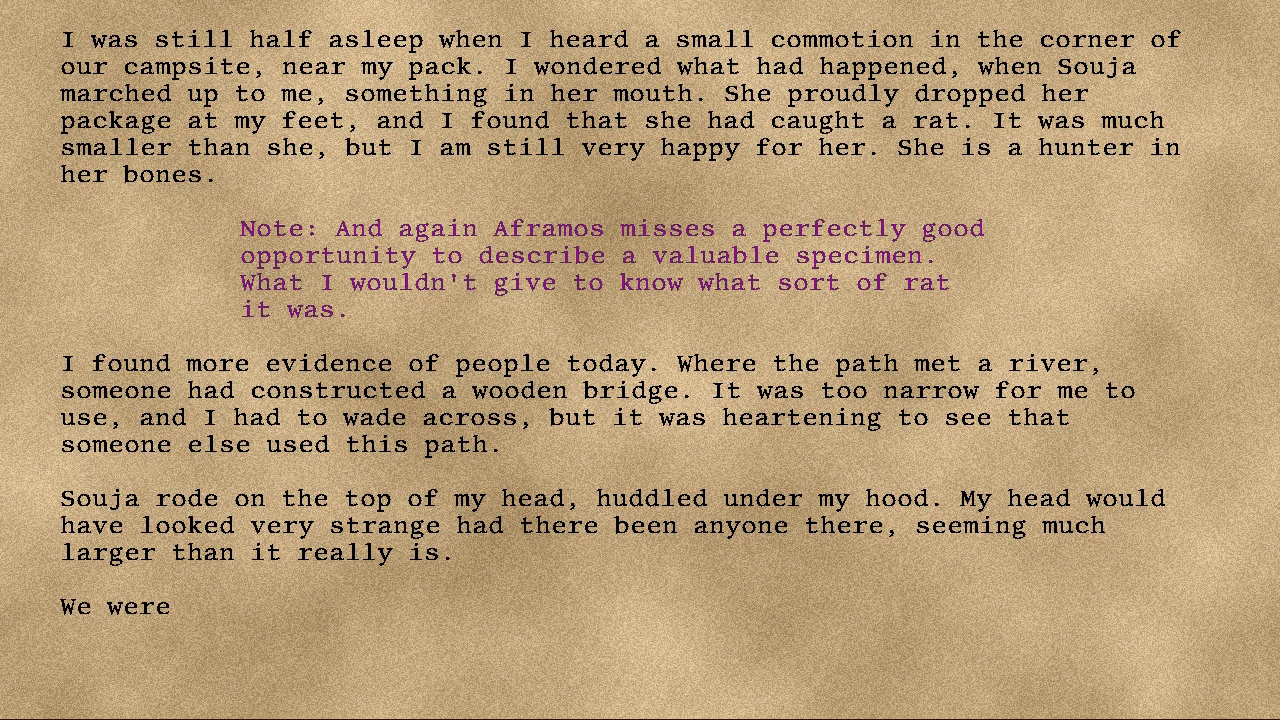 I was still half asleep when I heard a small commotion in the corner of
our campsite, near my pack. I wondered what had happened, when Souja
marched up to me, something in her mouth. She proudly dropped her
package at my feet, and I found that she had caught a rat. It was much
smaller than she, but I am still very happy for her. She is a hunter in
her bones.
Note: And again Aframos misses a perfectly good
opportunity to describe a valuable specimen.
What I wouldn't give to know what sort of rat
it was.
I found more evidence of people today. Where the path met a river,
someone had constructed a wooden bridge. It was too narrow for me to
use, and I had to wade across, but it was heartening to see that
someone else used this path.
Souja rode on the top of my head, huddled under my hood. My head would
have looked very strange had there been anyone there, seeming much
larger than it really is.
We were